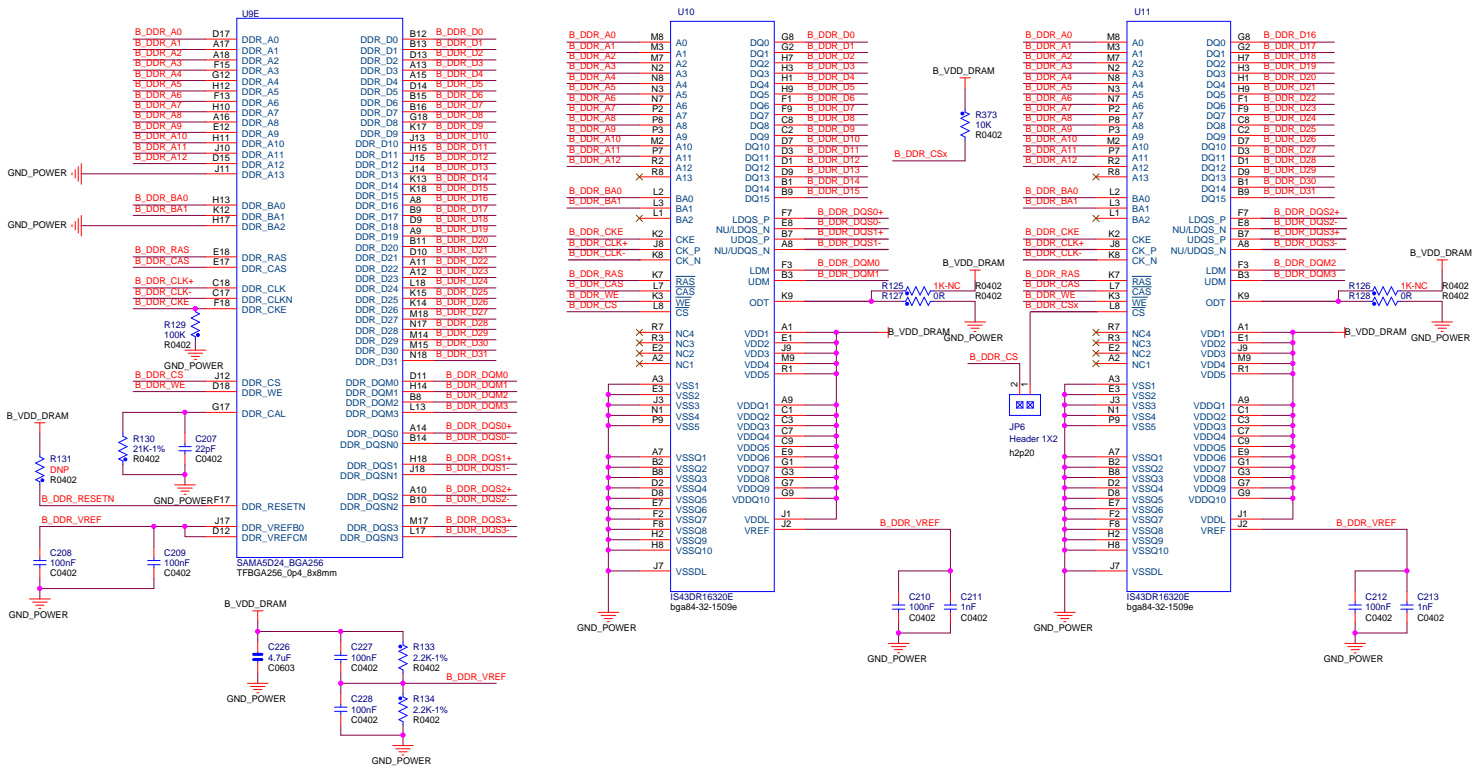 U9E
B_DDR_A0 D17 DDR_A0
B_DDR_A1 A17 DDR_A1
B_DDR_A2 A18 DDR_A2
B_DDR_A3 F15 DDR_A3
B_DDR_A4 G12 DDR_A4
B_DDR_A5 H12 DDR_A5
B_DDR_A6 F13 DDR_A6
B_DDR_A7 H10 DDR_A7
B_DDR_A8 A16 DDR_A8
B_DDR_A9 E12 DDR_A9
B_DDR_A10 H11 DDR_A10
B_DDR_A11 J10 DDR_A11
B_DDR_A12 D15 DDR_A12
GND_POWER J11 DDR_A13
B_DDR_BA0 H13 DDR_BA0
B_DDR_BA1 K12 DDR_BA1
GND_POWER H17 DDR_BA2
B_DDR_RAS E18 DDR_RAS
B_DDR_CAS E17 DDR_CAS
B_DDR_CLK+ C18 DDR_CLK
B_DDR_CLK- C17 DDR_CLKN
B_DDR_CKE F18 DDR_CKE
R129
100K
R0402
GND_POWER
B_DDR_CS J12 DDR_CS
B_DDR_WE D18 DDR_WE
G17 DDR_CAL
B_VDD_DRAM
R131
DNP
R0402
R130
21K-1%
R0402
C207
22pF
C0402
GND_POWER
B_DDR_RESETN F17 DDR_RESETN
B_DDR_VREF J17 DDR_VREFB0
D12 DDR_VREFCM
C208
100nF
C0402
C209
100nF
C0402
GND_POWER
DDR_D0 B12 B_DDR_D0
DDR_D1 B13 B_DDR_D1
DDR_D2 D13 B_DDR_D2
DDR_D3 A13 B_DDR_D3
DDR_D4 A15 B_DDR_D4
DDR_D5 D14 B_DDR_D5
DDR_D6 B15 B_DDR_D6
DDR_D7 B16 B_DDR_D7
DDR_D8 G18 B_DDR_D8
DDR_D9 K17 B_DDR_D9
DDR_D10 J13 B_DDR_D10
DDR_D11 H15 B_DDR_D11
DDR_D12 J15 B_DDR_D12
DDR_D13 J14 B_DDR_D13
DDR_D14 K13 B_DDR_D14
DDR_D15 K18 B_DDR_D15
DDR_D16 A8 B_DDR_D16
DDR_D17 B9 B_DDR_D17
DDR_D18 D9 B_DDR_D18
DDR_D19 A9 B_DDR_D19
DDR_D20 B11 B_DDR_D20
DDR_D21 D10 B_DDR_D21
DDR_D22 A11 B_DDR_D22
DDR_D23 A12 B_DDR_D23
DDR_D24 L18 B_DDR_D24
DDR_D25 K15 B_DDR_D25
DDR_D26 K14 B_DDR_D26
DDR_D27 M18 B_DDR_D27
DDR_D28 N17 B_DDR_D28
DDR_D29 M14 B_DDR_D29
DDR_D30 M15 B_DDR_D30
DDR_D31 N18 B_DDR_D31
DDR_DQM0 D11 B_DDR_DQM0
DDR_DQM1 H14 B_DDR_DQM1
DDR_DQM2 B8 B_DDR_DQM2
DDR_DQM3 L13 B_DDR_DQM3
DDR_DQS0 A14 B_DDR_DQS0+
DDR_DQSN0 B14 B_DDR_DQS0-
DDR_DQS1 H18 B_DDR_DQS1+
DDR_DQSN1 J18 B_DDR_DQS1-
DDR_DQS2 A10 B_DDR_DQS2+
DDR_DQSN2 B10 B_DDR_DQS2-
DDR_DQS3 M17 B_DDR_DQS3+
DDR_DQSN3 L17 B_DDR_DQS3-
SAMA5D24_BGA256
TFBGA256_0p4_8x8mm
B_VDD_DRAM
C226
4.7uF
C0603
GND_POWER
C227
100nF
C0402
R133
2.2K-1%
R0402
B_DDR_VREF
C228
100nF
C0402
R134
2.2K-1%
R0402
GND_POWER
U10
B_DDR_A0 M8 A0
B_DDR_A1 M3 A1
B_DDR_A2 M7 A2
B_DDR_A3 N2 A3
B_DDR_A4 N8 A4
B_DDR_A5 N3 A5
B_DDR_A6 N7 A6
B_DDR_A7 P2 A7
B_DDR_A8 P8 A8
B_DDR_A9 P3 A9
B_DDR_A10 M2 A10
B_DDR_A11 P7 A11
B_DDR_A12 R2 A12
R8 A13
B_DDR_BA0 L2 BA0
B_DDR_BA1 L3 BA1
L1 BA2
B_DDR_CKE K2 CKE
B_DDR_CLK+ J8 CK_P
B_DDR_CLK- K8 CK_N
B_DDR_RAS K7 RAS
B_DDR_CAS L7 CAS
B_DDR_WE K3 WE
B_DDR_CS L8 CS
R7 NC4
R3 NC3
E2 NC2
A2 NC1
A3 VSS1
E3 VSS2
J3 VSS3
N1 VSS4
P9 VSS5
A7 VSSQ1
B2 VSSQ2
B8 VSSQ3
D2 VSSQ4
D8 VSSQ5
E7 VSSQ6
F2 VSSQ7
F8 VSSQ8
H2 VSSQ9
H8 VSSQ10
J7 VSSDL
GND_POWER
DQ0 G8 B_DDR_D0
DQ1 G2 B_DDR_D1
DQ2 H7 B_DDR_D2
DQ3 H3 B_DDR_D3
DQ4 H1 B_DDR_D4
DQ5 H9 B_DDR_D5
DQ6 F1 B_DDR_D6
DQ7 F9 B_DDR_D7
DQ8 C8 B_DDR_D8
DQ9 C2 B_DDR_D9
DQ10 D7 B_DDR_D10
DQ11 D3 B_DDR_D11
DQ12 D1 B_DDR_D12
DQ13 D9 B_DDR_D13
DQ14 B1 B_DDR_D14
DQ15 B9 B_DDR_D15
LDQS_P F7 B_DDR_DQS0+
NU/LDQS_N E8 B_DDR_DQS0-
UDQS_P B7 B_DDR_DQS1+
NU/UDQS_N A8 B_DDR_DQS1-
LDM F3 B_DDR_DQM0
UDM B3 B_DDR_DQM1
ODT K9
R125 1K-NC R0402
R127 0R R0402
B_VDD_DRAM
GND_POWER
VDD1 A1 B_VDD_DRAM
VDD2 E1
VDD3 J9
VDD4 M9
VDD5 R1
VDDQ1 A9
VDDQ2 C1
VDDQ3 C3
VDDQ4 C7
VDDQ5 C9
VDDQ6 E9
VDDQ7 G1
VDDQ8 G3
VDDQ9 G7
VDDQ10 G9
VDDL J1
VREF J2 B_DDR_VREF
C210
100nF
C0402
C211
1nF
C0402
GND_POWER
IS43DR16320E
bga84-32-1509e
B_VDD_DRAM
R373
10K
R0402
B_DDR_CSx
B_DDR_CS
2
1
JP6
Header 1X2
h2p20
U11
B_DDR_A0 M8 A0
B_DDR_A1 M3 A1
B_DDR_A2 M7 A2
B_DDR_A3 N2 A3
B_DDR_A4 N8 A4
B_DDR_A5 N3 A5
B_DDR_A6 N7 A6
B_DDR_A7 P2 A7
B_DDR_A8 P8 A8
B_DDR_A9 P3 A9
B_DDR_A10 M2 A10
B_DDR_A11 P7 A11
B_DDR_A12 R2 A12
R8 A13
B_DDR_BA0 L2 BA0
B_DDR_BA1 L3 BA1
L1 BA2
B_DDR_CKE K2 CKE
B_DDR_CLK+ J8 CK_P
B_DDR_CLK- K8 CK_N
B_DDR_RAS K7 RAS
B_DDR_CAS L7 CAS
B_DDR_WE K3 WE
B_DDR_CSx L8 CS
R7 NC4
R3 NC3
E2 NC2
A2 NC1
A3 VSS1
E3 VSS2
J3 VSS3
N1 VSS4
P9 VSS5
A7 VSSQ1
B2 VSSQ2
B8 VSSQ3
D2 VSSQ4
D8 VSSQ5
E7 VSSQ6
F2 VSSQ7
F8 VSSQ8
H2 VSSQ9
H8 VSSQ10
J7 VSSDL
GND_POWER
DQ0 G8 B_DDR_D16
DQ1 G2 B_DDR_D17
DQ2 H7 B_DDR_D18
DQ3 H3 B_DDR_D19
DQ4 H1 B_DDR_D20
DQ5 H9 B_DDR_D21
DQ6 F1 B_DDR_D22
DQ7 F9 B_DDR_D23
DQ8 C8 B_DDR_D24
DQ9 C2 B_DDR_D25
DQ10 D7 B_DDR_D26
DQ11 D3 B_DDR_D27
DQ12 D1 B_DDR_D28
DQ13 D9 B_DDR_D29
DQ14 B1 B_DDR_D30
DQ15 B9 B_DDR_D31
LDQS_P F7 B_DDR_DQS2+
NU/LDQS_N E8 B_DDR_DQS2-
UDQS_P B7 B_DDR_DQS3+
NU/UDQS_N A8 B_DDR_DQS3-
LDM F3 B_DDR_DQM2
UDM B3 B_DDR_DQM3
ODT K9
R126 1K-NC R0402
R128 0R R0402
B_VDD_DRAM
GND_POWER
VDD1 A1 B_VDD_DRAM
VDD2 E1
VDD3 J9
VDD4 M9
VDD5 R1
VDDQ1 A9
VDDQ2 C1
VDDQ3 C3
VDDQ4 C7
VDDQ5 C9
VDDQ6 E9
VDDQ7 G1
VDDQ8 G3
VDDQ9 G7
VDDQ10 G9
VDDL J1
VREF J2 B_DDR_VREF
C212
100nF
C0402
C213
1nF
C0402
GND_POWER
IS43DR16320E
bga84-32-1509e